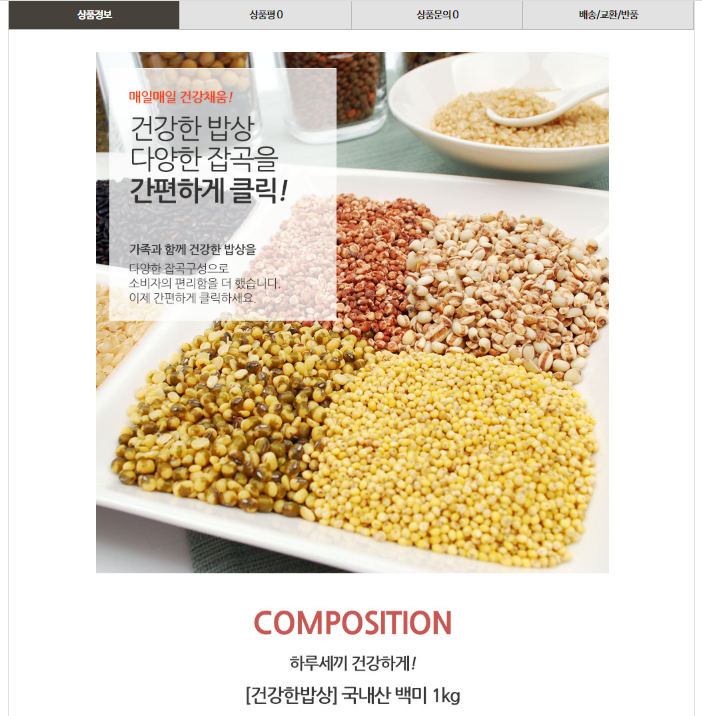 상품정보
상품평 0
상품문의 0
배송/교환/반품
매일매일 건강채움!
건강한 밥상
다양한 잡곡을
간편하게 클릭!
가족과 함께 건강한 밥상을
다양한 잡곡구성으로
소비자의 편리함을 더 했습니다.
이제 간편하게 클릭하세요.
COMPOSITION
하루세끼 건강하게!
[건강한밥상] 국내산 백미 1kg